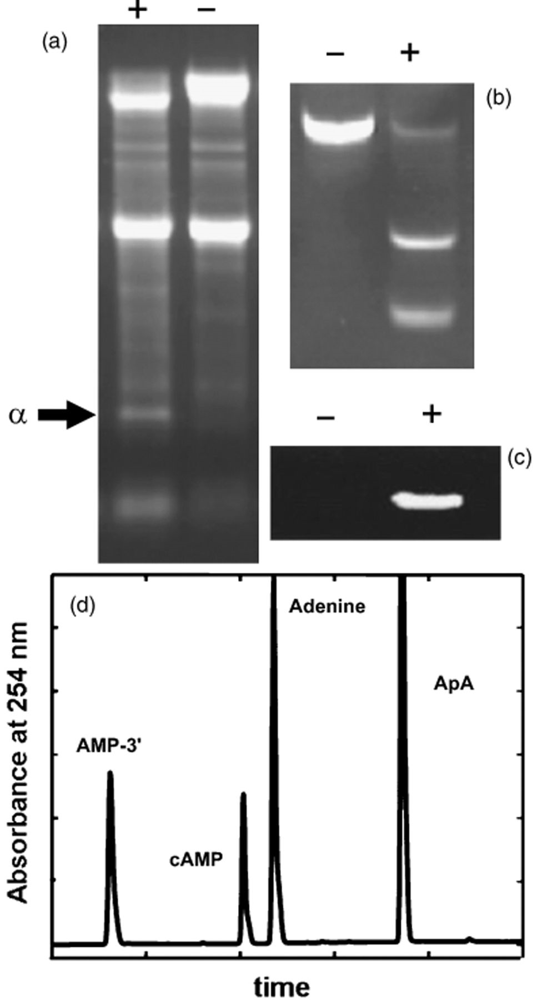 + −
(a)
− +
(b)
α
− +
(c)
(d)
Adenine
ApA
AMP-3'
cAMP
Absorbance at 254 nm
time